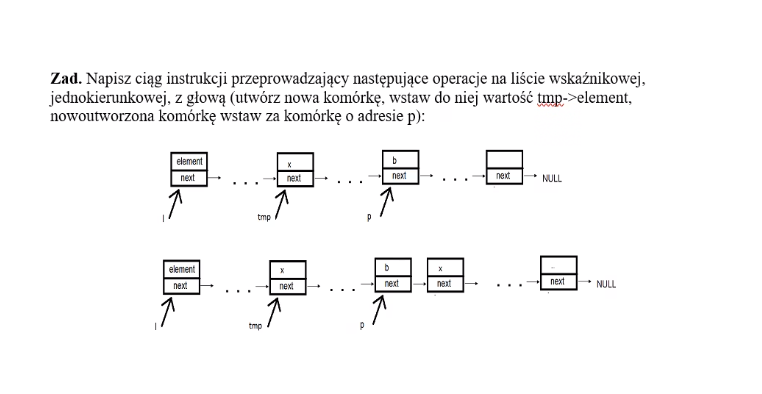 Zad. Napisz ciąg instrukcji przeprowadzający następujące operacje na liście wskaźnikowej,
jednokierunkowej, z głową (utwórz nowa komórkę, wstaw do niej wartość tmp->element,
nowoutworzona komórkę wstaw za komórkę o adresie p):
element x b
next ... next ... next ... next NULL
l tmp p
element x b x
next ... next ... next next ... next NULL
l tmp p